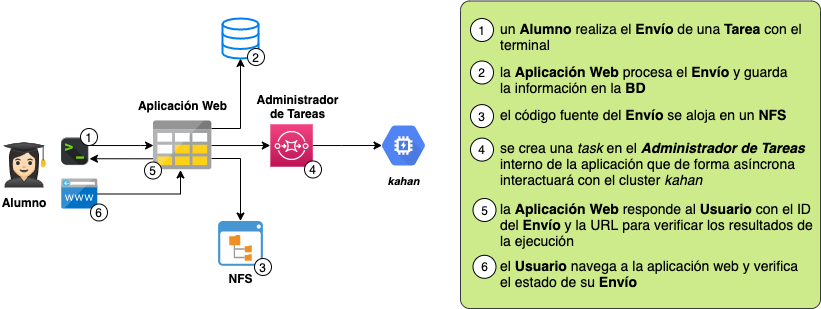 Aplicación Web
Administrador
de Tareas
Alumno
>_
WWW
NFS
kahan
1
2
3
4
5
6
1 un Alumno realiza el Envío de una Tarea con el
terminal
2 la Aplicación Web procesa el Envío y guarda
la información en la BD
3 el código fuente del Envío se aloja en un NFS
4 se crea una task en el Administrador de Tareas
interno de la aplicación que de forma asíncrona
interactuará con el cluster kahan
5 la Aplicación Web responde al Usuario con el ID
del Envío y la URL para verificar los resultados de
la ejecución
6 el Usuario navega a la aplicación web y verifica
el estado de su Envío